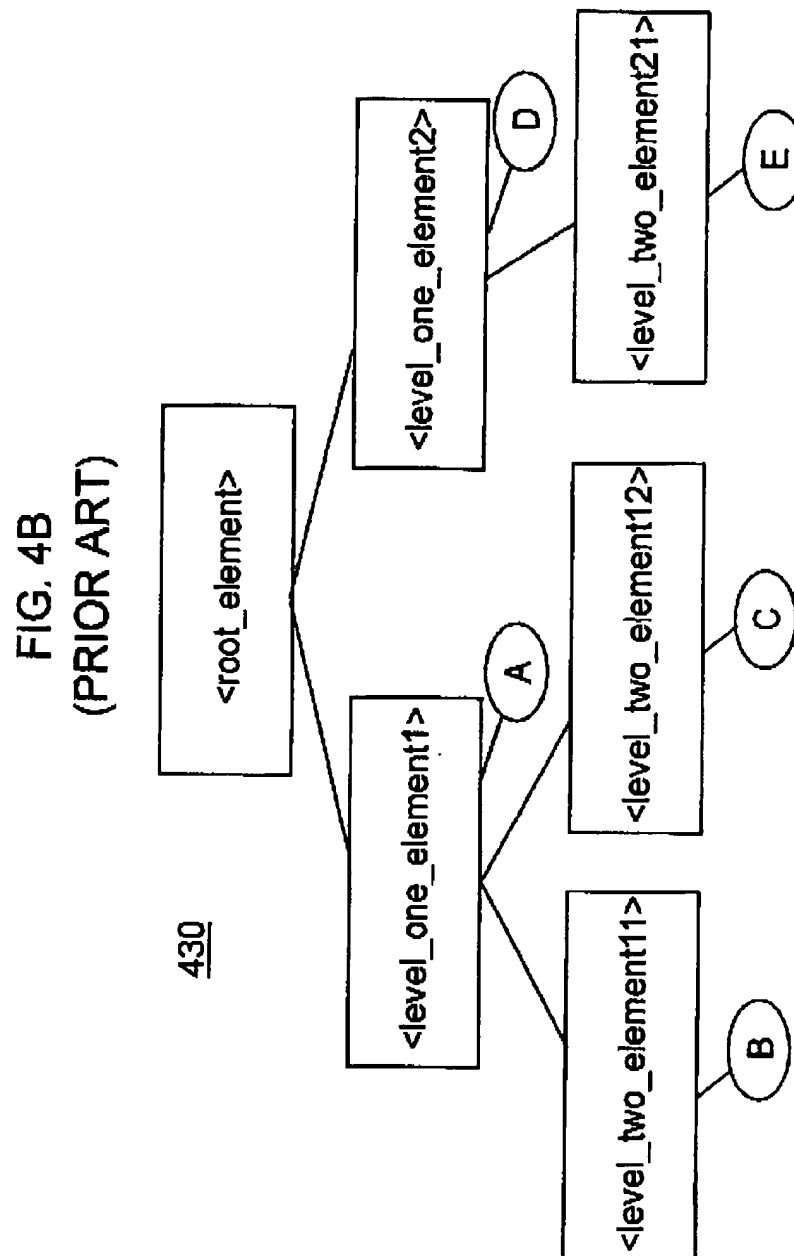 FIG. 4B
(PRIOR ART)
430
<root_element>
<level_one_element1>
<level_one_element2>
A
D
<level_two_element11>
<level_two_element12>
<level_two_element21>
B
C
E